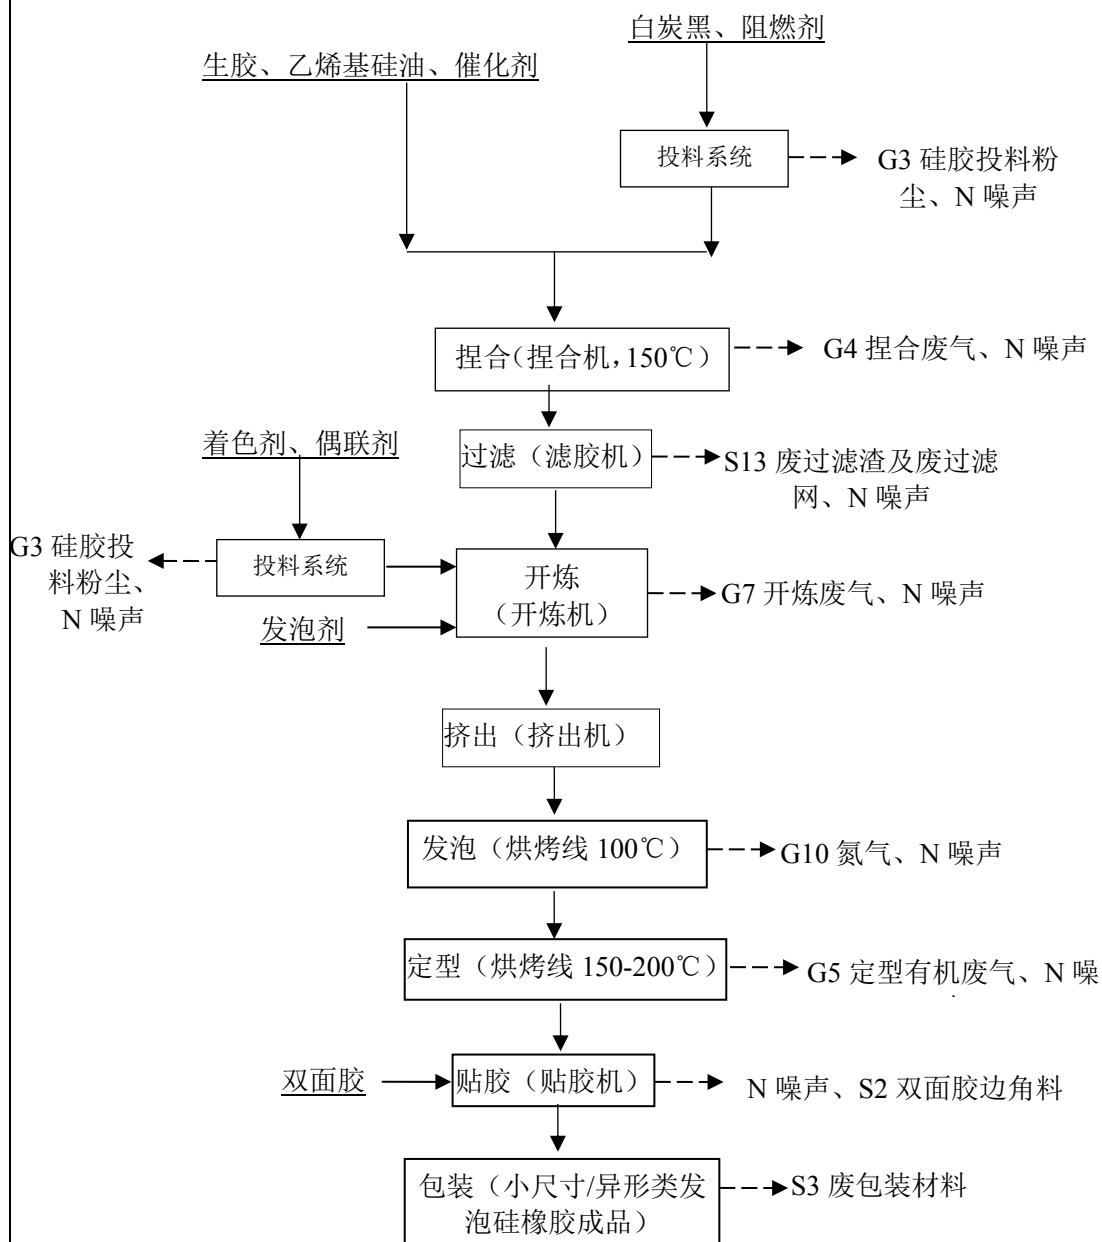 白炭黑、阻燃剂
生胶、乙烯基硅油、催化剂
投料系统
G3 硅胶投料粉
尘、N 噪声
捏合(捏合机，150℃)
G4 捏合废气、N 噪声
着色剂、偶联剂
过滤（滤胶机）
S13 废过滤渣及废过滤
网、N 噪声
G3 硅胶投
料粉尘、
N 噪声
投料系统
开炼
（开炼机）
G7 开炼废气、N 噪声
发泡剂
挤出（挤出机）
发泡（烘烤线 100℃）
G10 氮气、N 噪声
定型（烘烤线 150-200℃）
G5 定型有机废气、N 噪
双面胶
贴胶（贴胶机）
N 噪声、S2 双面胶边角料
包装（小尺寸/异形类发
泡硅橡胶成品）
S3 废包装材料